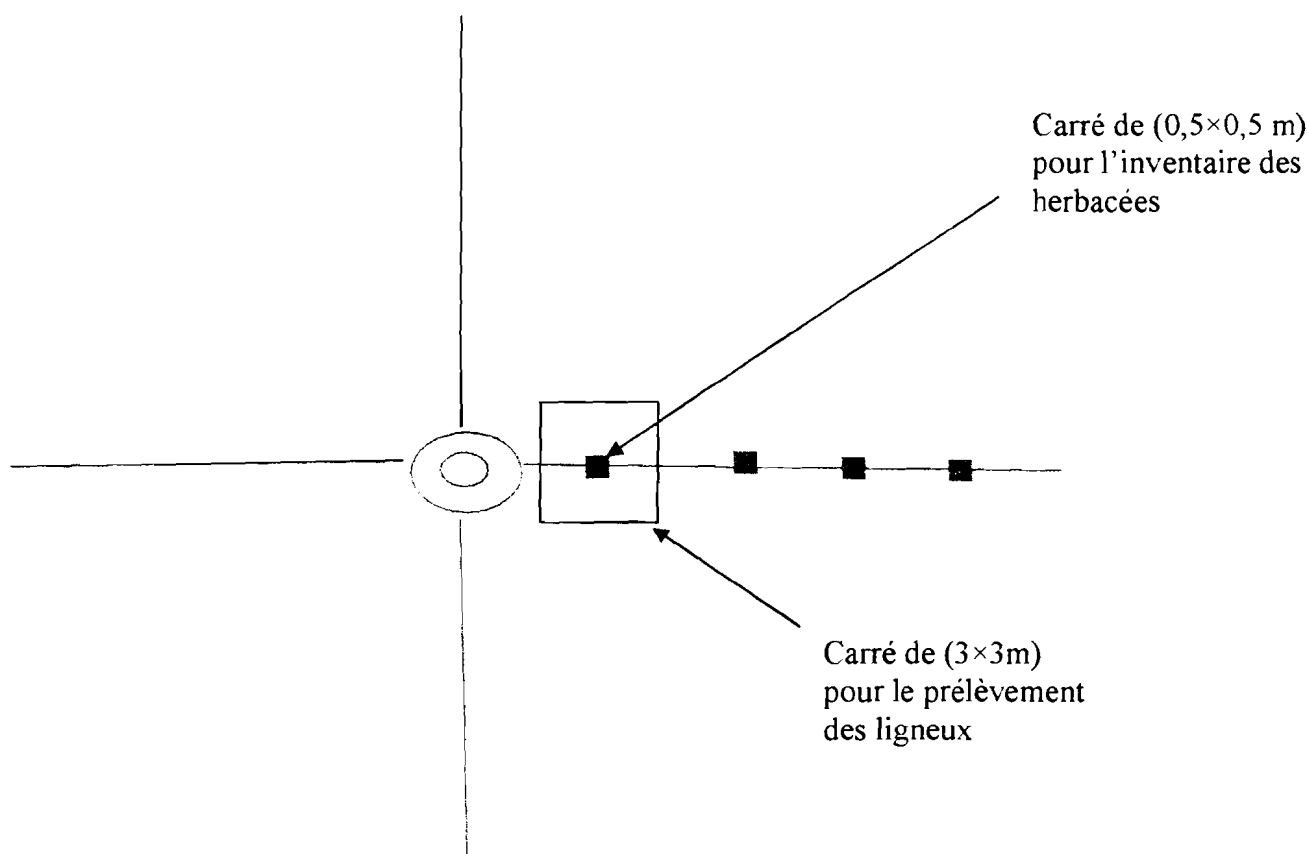 Carré de (0,5×0,5 m)
pour l'inventaire des
herbacées
Carré de (3×3m)
pour le prélèvement
des ligneux